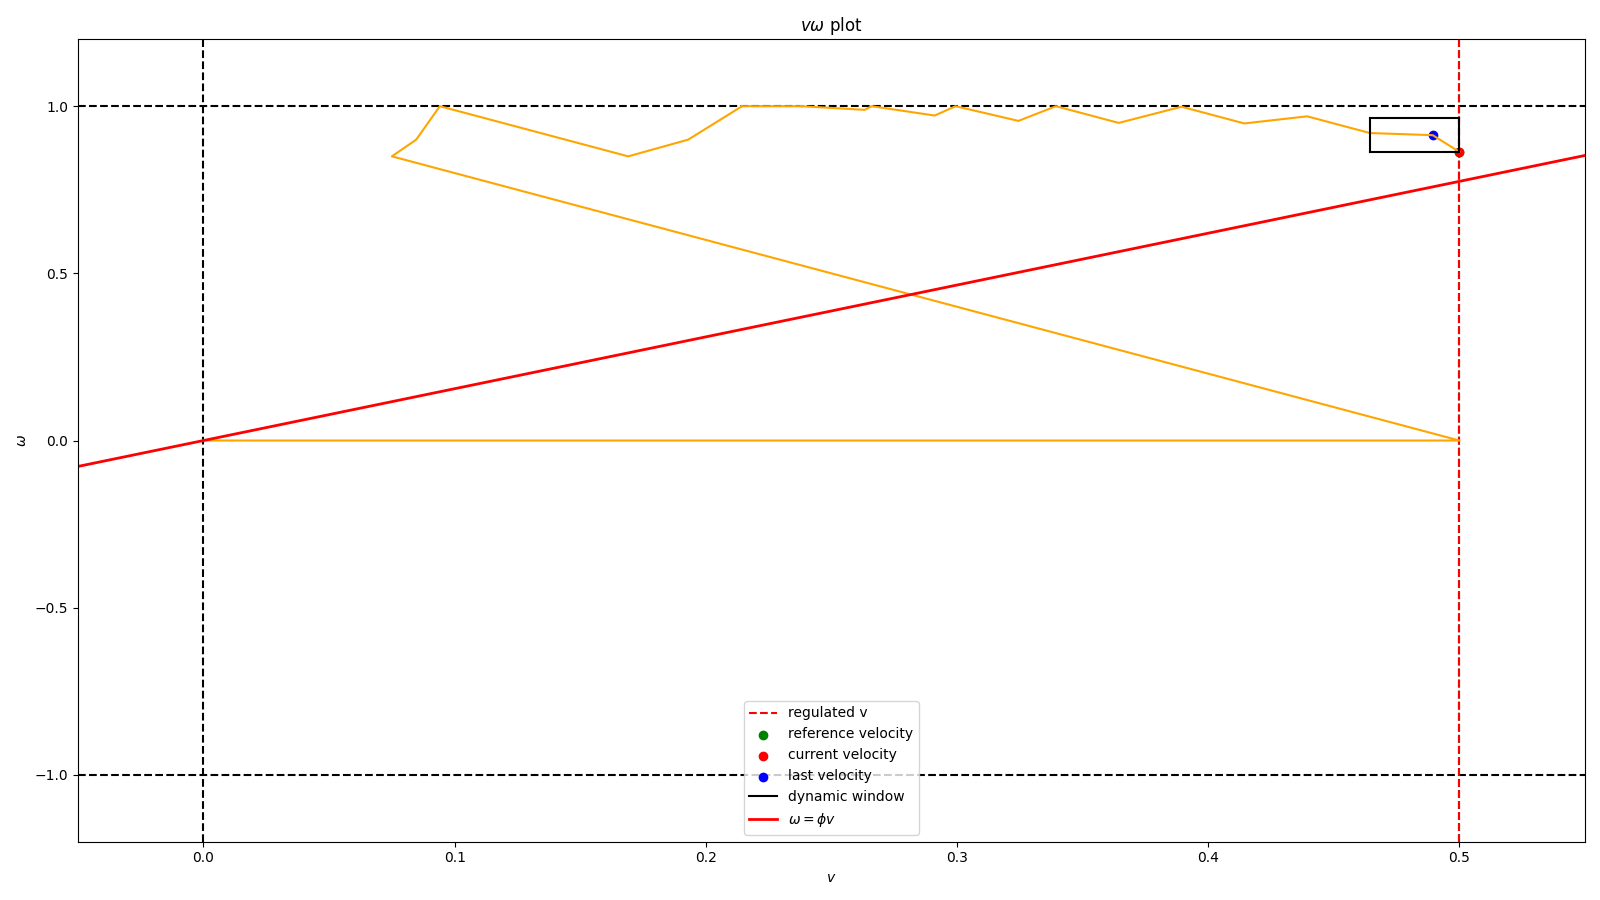 vω plot
1.0
0.5
0.0
−0.5
−1.0
ω
regulated v
reference velocity
current velocity
last velocity
dynamic window
ω = ϕv
0.0 0.1 0.2 0.3 0.4 0.5
v